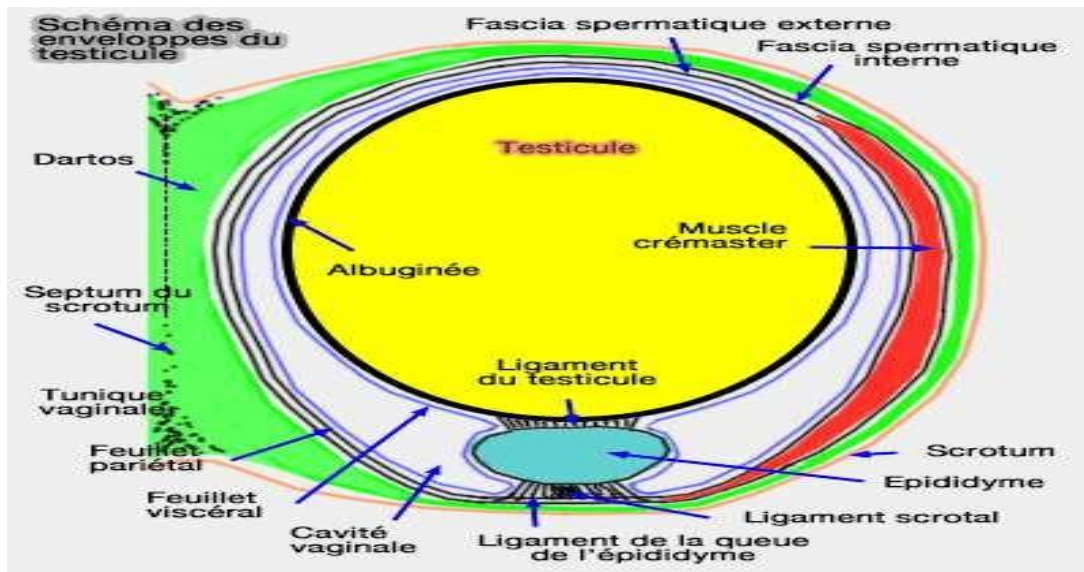 Schéma des
enveloppes du
testicule
Fascia spermatique externe
Fascia spermatique
interne
Dartos
Testicule
Muscle
crémaster
Albuginée
Septum du
scrotum
Ligament
du testicule
Tunique
vaginale
Feuillet
pariétal
Scrotum
Epididyme
Feuillet
viscéral
Ligament scrotal
Cavité
vaginale
Ligament de la queue
de l'épididyme